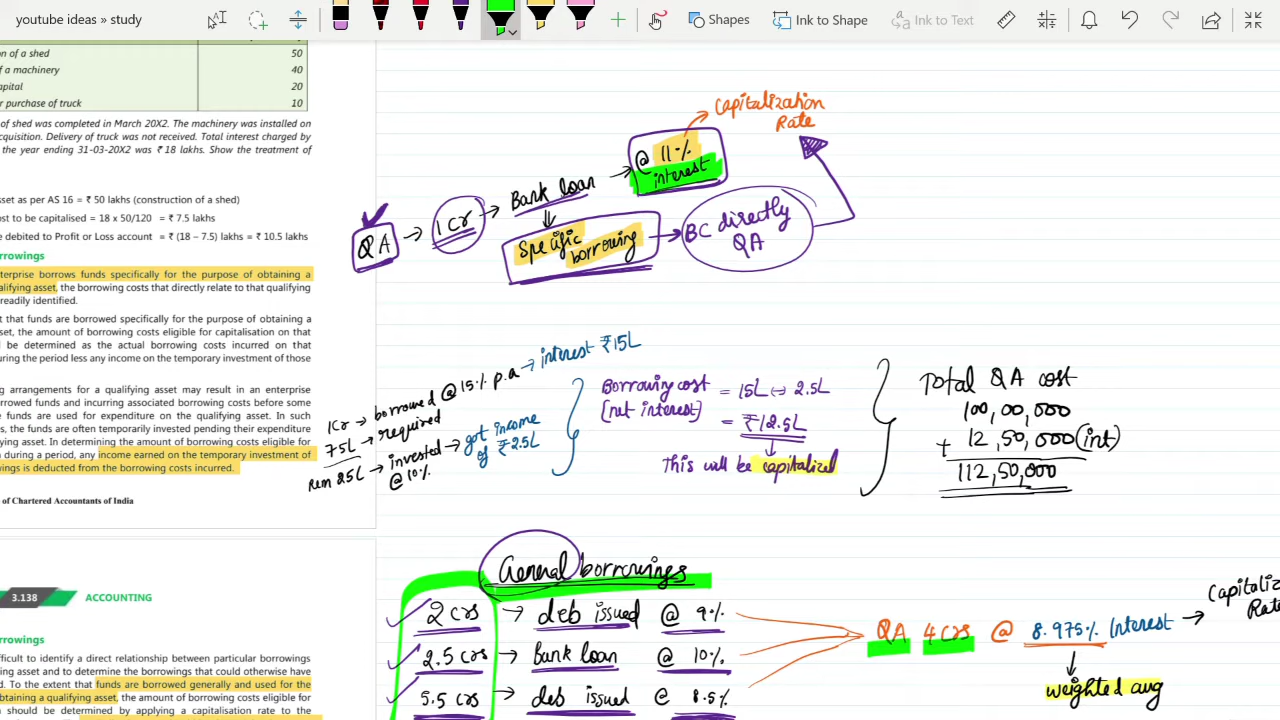 youtube ideas » study
Shapes
Ink to Shape
Ink to Text
n of a shed 50
f a machinery 40
apital 20
r purchase of truck 10
of shed was completed in March 20X2. The machinery was installed on
cquisition. Delivery of truck was not received. Total interest charged by
the year ending 31-03-20X2 was ₹ 18 lakhs. Show the treatment of
asset as per AS 16 = ₹ 50 lakhs (construction of a shed)
ost to be capitalised = 18 x 50/120 = ₹ 7.5 lakhs
e debited to Profit or Loss account = ₹ (18 – 7.5) lakhs = ₹ 10.5 lakhs
orrowings
terprise borrows funds specifically for the purpose of obtaining a
alifying asset, the borrowing costs that directly relate to that qualifying
readily identified.
t that funds are borrowed specifically for the purpose of obtaining a
set, the amount of borrowing costs eligible for capitalisation on that
d be determined as the actual borrowing costs incurred on that
uring the period less any income on the temporary investment of those
ng arrangements for a qualifying asset may result in an enterprise
rrowed funds and incurring associated borrowing costs before some
e funds are used for expenditure on the qualifying asset. In such
s, the funds are often temporarily invested pending their expenditure
ying asset. In determining the amount of borrowing costs eligible for
n during a period, any income earned on the temporary investment of
wings is deducted from the borrowing costs incurred.
of Chartered Accountants of India
3.138 ACCOUNTING
rrowings
fficult to identify a direct relationship between particular borrowings
ng asset and to determine the borrowings that could otherwise have
d. To the extent that funds are borrowed generally and used for the
btaining a qualifying asset, the amount of borrowing costs eligible for
n should be determined by applying a capitalisation rate to the
Capitalization
Rate
@ 11%
interest
Bank loan
QA → 1Cr →
Specific
borrowing
BC directly
QA
1Cr → borrowed @ 15% p.a → interest ₹15L
75L → required
Rem 25L → invested → got income
@ 10% of ₹2.5L
Borrowing cost = 15L (-) 2.5L
[net interest] = ₹12.5L
This will be capitalized
Total QA cost
100,00,000
+ 12,50,000 (int)
112,50,000
General borrowings
2 crs → deb issued @ 9%
2.5 crs → Bank loan @ 10%
5.5 crs → deb issued @ 8.5%
QA 4 crs @ 8.975% Interest →
Capitaliz
Rate
weighted avg